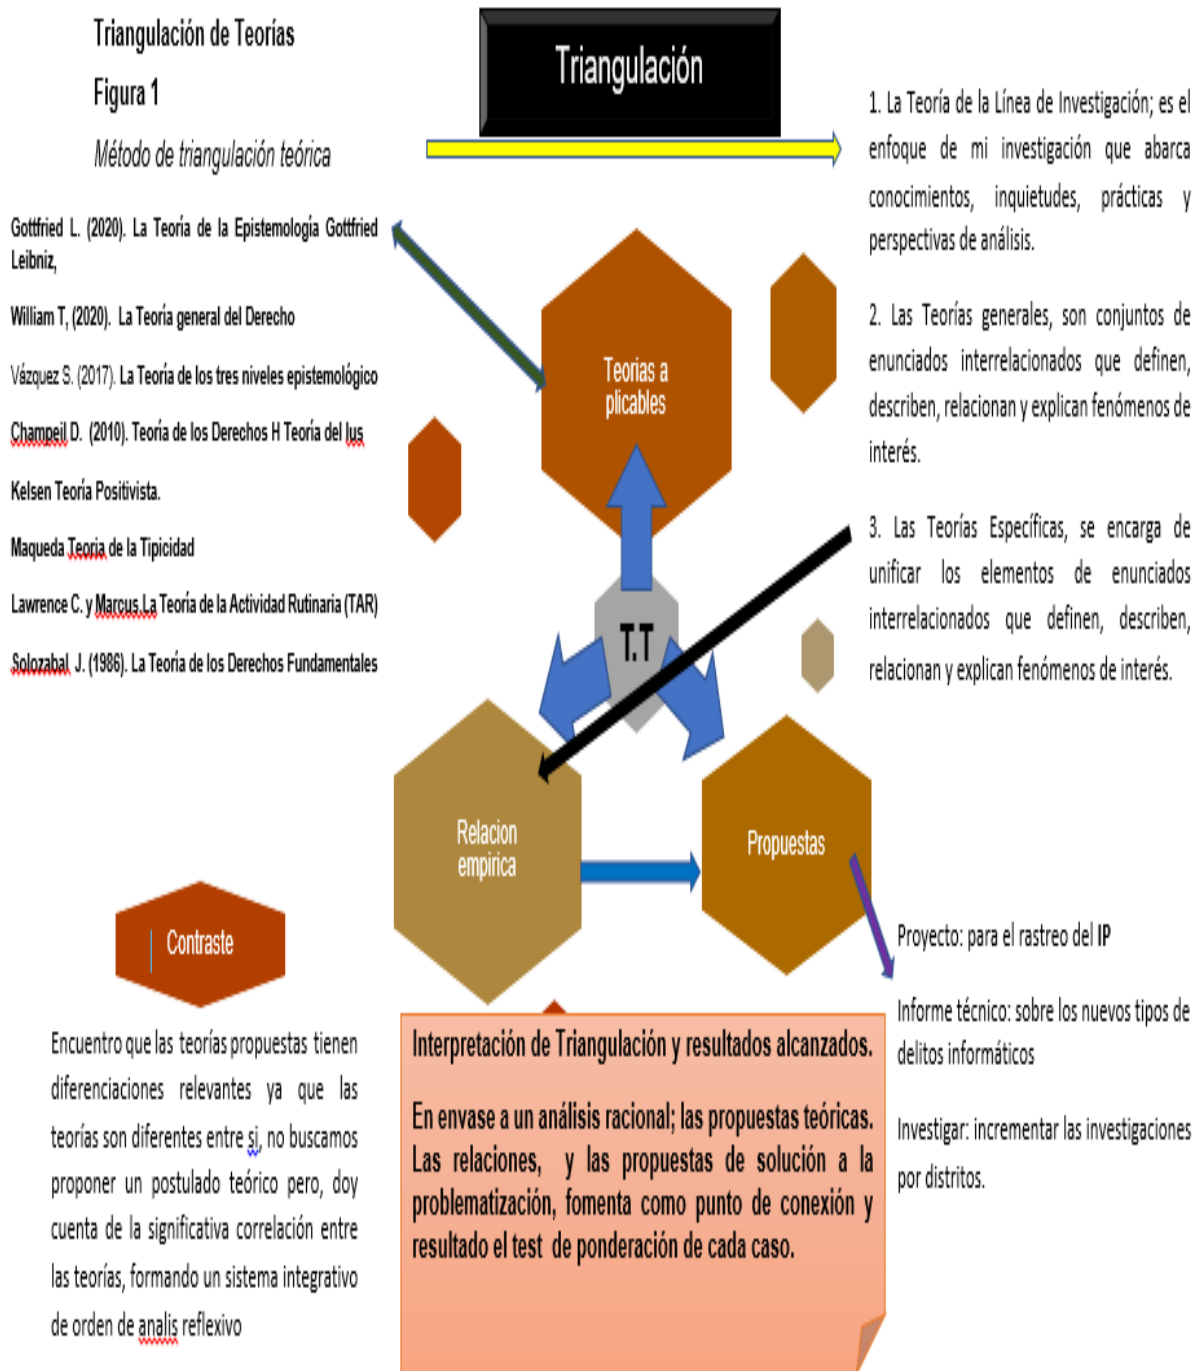 Triangulación de Teorías
Figura 1
Método de triangulación teórica
Triangulación
Gottfried L. (2020). La Teoría de la Epistemología Gottfried
Leibniz,
William T, (2020). La Teoría general del Derecho
Vázquez S. (2017). La Teoría de los tres niveles epistemológico
Champeil D. (2010). Teoría de los Derechos H Teoría del Ius
Kelsen Teoría Positivista.
Maqueda Teoria de la Tipicidad
Lawrence C. y Marcus.La Teoría de la Actividad Rutinaria (TAR)
Solozabal J. (1986). La Teoría de los Derechos Fundamentales
1. La Teoría de la Línea de Investigación; es el
enfoque de mi investigación que abarca
conocimientos, inquietudes, prácticas y
perspectivas de análisis.
2. Las Teorías generales, son conjuntos de
enunciados interrelacionados que definen,
describen, relacionan y explican fenómenos de
interés.
3. Las Teorías Específicas, se encarga de
unificar los elementos de enunciados
interrelacionados que definen, describen,
relacionan y explican fenómenos de interés.
Teorias a
plicables
T.T
Relacion
empirica
Propuestas
Contraste
Encuentro que las teorías propuestas tienen
diferenciaciones relevantes ya que las
teorías son diferentes entre si, no buscamos
proponer un postulado teórico pero, doy
cuenta de la significativa correlación entre
las teorías, formando un sistema integrativo
de orden de analis reflexivo
Interpretación de Triangulación y resultados alcanzados.
En envase a un análisis racional; las propuestas teóricas.
Las relaciones, y las propuestas de solución a la
problematización, fomenta como punto de conexión y
resultado el test de ponderación de cada caso.
Proyecto: para el rastreo del IP
Informe técnico: sobre los nuevos tipos de
delitos informáticos
Investigar: incrementar las investigaciones
por distritos.